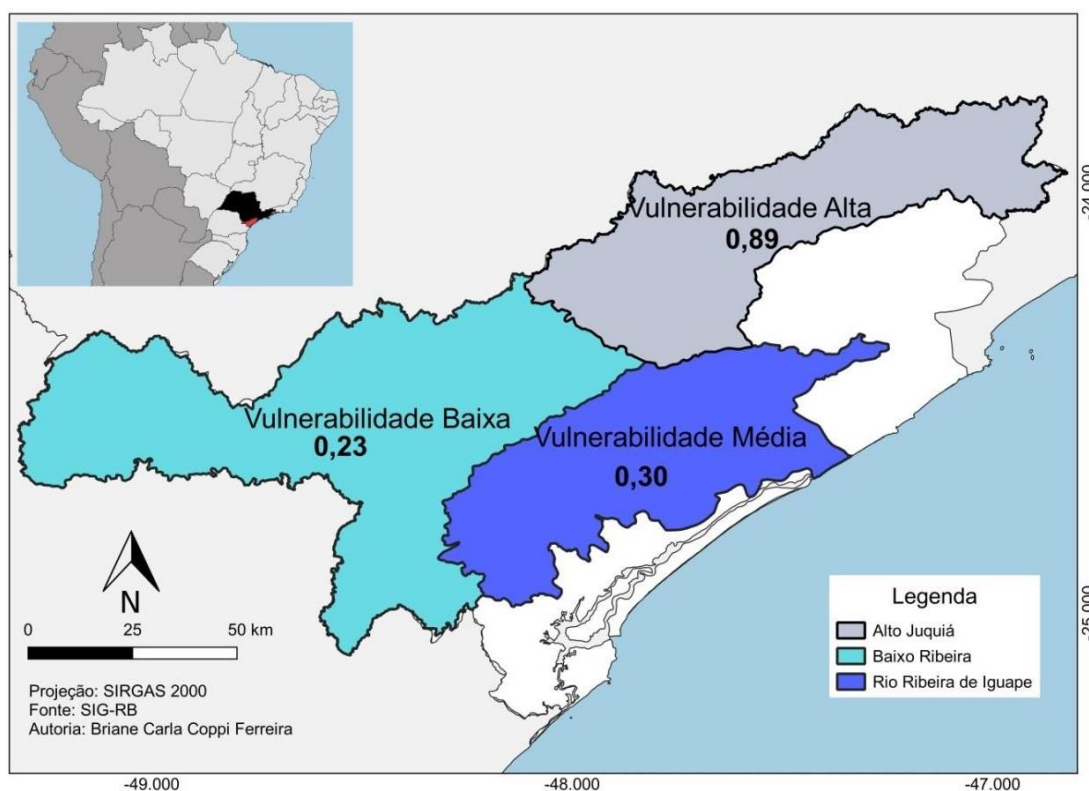 Vulnerabilidade Alta
0,89
-24.000
Vulnerabilidade Baixa
0,23
Vulnerabilidade Média
0,30
N
0 25 50 km
Projeção: SIRGAS 2000
Fonte: SIG-RB
Autoria: Briane Carla Coppi Ferreira
Legenda
Alto Juquiá
Baixo Ribeira
Rio Ribeira de Iguape
-25.000
-49.000 -48.000 -47.000